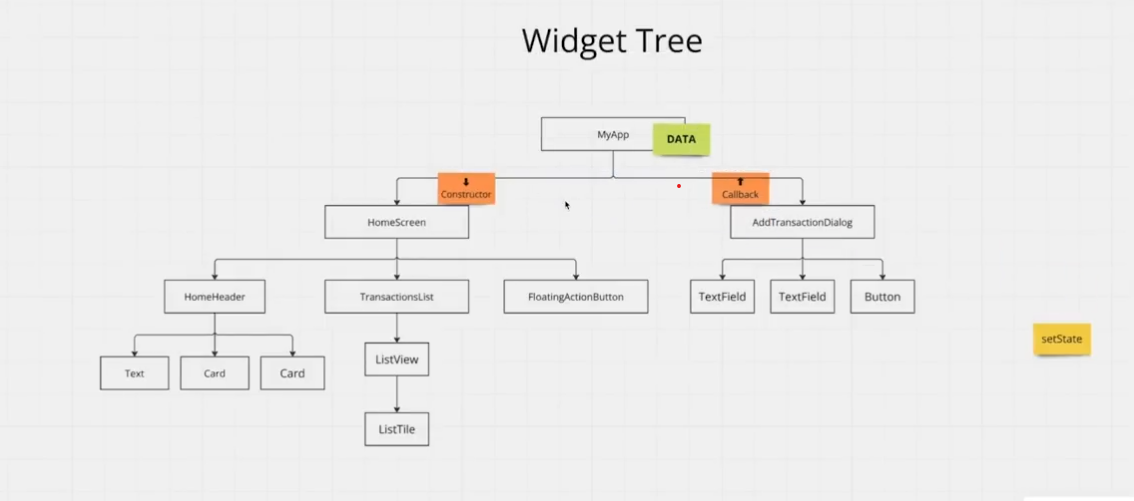 Widget Tree
MyApp
DATA
Constructor
Callback
HomeScreen
AddTransactionDialog
HomeHeader
TransactionsList
FloatingActionButton
TextField
TextField
Button
setState
ListView
Text
Card
Card
ListTile